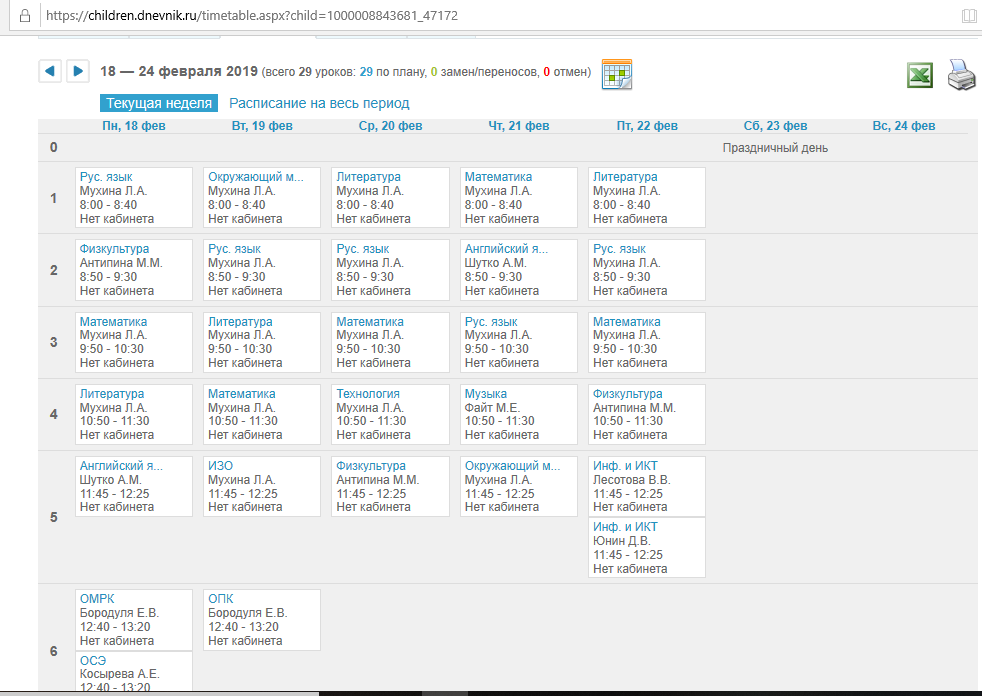 https://children.dnevnik.ru/timetable.aspx?child=1000008843681_47172
18 — 24 февраля 2019 (всего 29 уроков: 29 по плану, 0 замен/переносов, 0 отмен)
Текущая неделя Расписание на весь период
Пн, 18 фев Вт, 19 фев Ср, 20 фев Чт, 21 фев Пт, 22 фев Сб, 23 фев Вс, 24 фев
0 Праздничный день
1
Рус. язык
Мухина Л.А.
8:00 - 8:40
Нет кабинета
Окружающий м...
Мухина Л.А.
8:00 - 8:40
Нет кабинета
Литература
Мухина Л.А.
8:00 - 8:40
Нет кабинета
Математика
Мухина Л.А.
8:00 - 8:40
Нет кабинета
Литература
Мухина Л.А.
8:00 - 8:40
Нет кабинета
2
Физкультура
Антипина М.М.
8:50 - 9:30
Нет кабинета
Рус. язык
Мухина Л.А.
8:50 - 9:30
Нет кабинета
Рус. язык
Мухина Л.А.
8:50 - 9:30
Нет кабинета
Английский я...
Шутко А.М.
8:50 - 9:30
Нет кабинета
Рус. язык
Мухина Л.А.
8:50 - 9:30
Нет кабинета
3
Математика
Мухина Л.А.
9:50 - 10:30
Нет кабинета
Литература
Мухина Л.А.
9:50 - 10:30
Нет кабинета
Математика
Мухина Л.А.
9:50 - 10:30
Нет кабинета
Рус. язык
Мухина Л.А.
9:50 - 10:30
Нет кабинета
Математика
Мухина Л.А.
9:50 - 10:30
Нет кабинета
4
Литература
Мухина Л.А.
10:50 - 11:30
Нет кабинета
Математика
Мухина Л.А.
10:50 - 11:30
Нет кабинета
Технология
Мухина Л.А.
10:50 - 11:30
Нет кабинета
Музыка
Файт М.Е.
10:50 - 11:30
Нет кабинета
Физкультура
Антипина М.М.
10:50 - 11:30
Нет кабинета
5
Английский я...
Шутко А.М.
11:45 - 12:25
Нет кабинета
ИЗО
Мухина Л.А.
11:45 - 12:25
Нет кабинета
Физкультура
Антипина М.М.
11:45 - 12:25
Нет кабинета
Окружающий м...
Мухина Л.А.
11:45 - 12:25
Нет кабинета
Инф. и ИКТ
Лесотова В.В.
11:45 - 12:25
Нет кабинета
Инф. и ИКТ
Юнин Д.В.
11:45 - 12:25
Нет кабинета
6
ОМРК
Бородуля Е.В.
12:40 - 13:20
Нет кабинета
ОСЭ
Косырева А.Е.
12:40 - 13:20
ОПК
Бородуля Е.В.
12:40 - 13:20
Нет кабинета